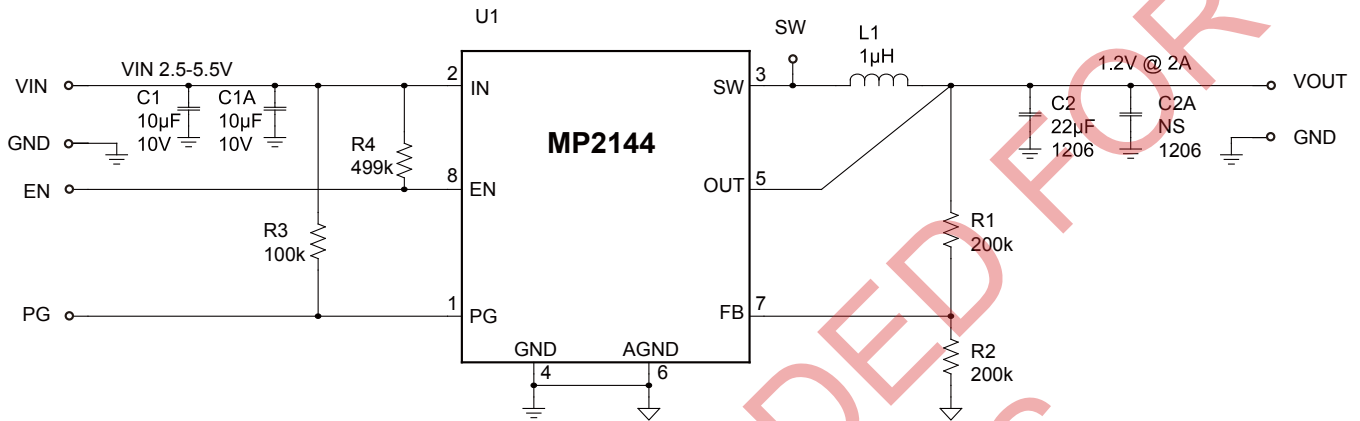 U1
SW
L1
1µH
VIN
VIN 2.5-5.5V
2
IN
SW
3
1.2V @ 2A
VOUT
C1
10µF
10V
C1A
10µF
10V
C2
22µF
1206
C2A
NS
1206
GND
GND
R4
499k
MP2144
EN
8
EN
OUT
5
R3
100k
R1
200k
PG
1
PG
FB
7
GND
AGND
4
6
R2
200k
DED FOR